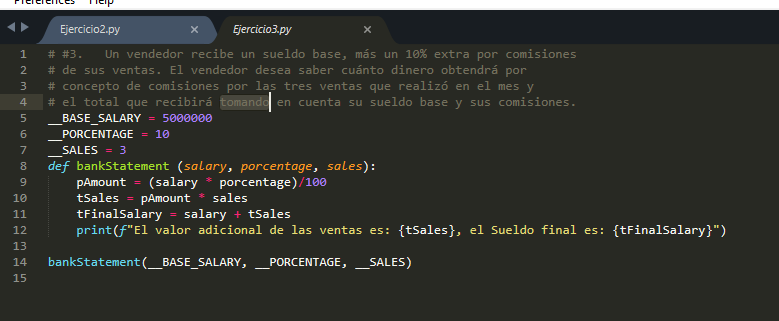 Preferences Help
Ejercicio2.py × Ejercicio3.py ×
1 # #3. Un vendedor recibe un sueldo base, más un 10% extra por comisiones
2 # de sus ventas. El vendedor desea saber cuánto dinero obtendrá por
3 # concepto de comisiones por las tres ventas que realizó en el mes y
4 # el total que recibirá tomando en cuenta su sueldo base y sus comisiones.
5 __BASE_SALARY = 5000000
6 __PORCENTAGE = 10
7 __SALES = 3
8 def bankStatement (salary, porcentage, sales):
9 pAmount = (salary * porcentage)/100
10 tSales = pAmount * sales
11 tFinalSalary = salary + tSales
12 print(f"El valor adicional de las ventas es: {tSales}, el Sueldo final es: {tFinalSalary}")
13
14 bankStatement(__BASE_SALARY, __PORCENTAGE, __SALES)
15